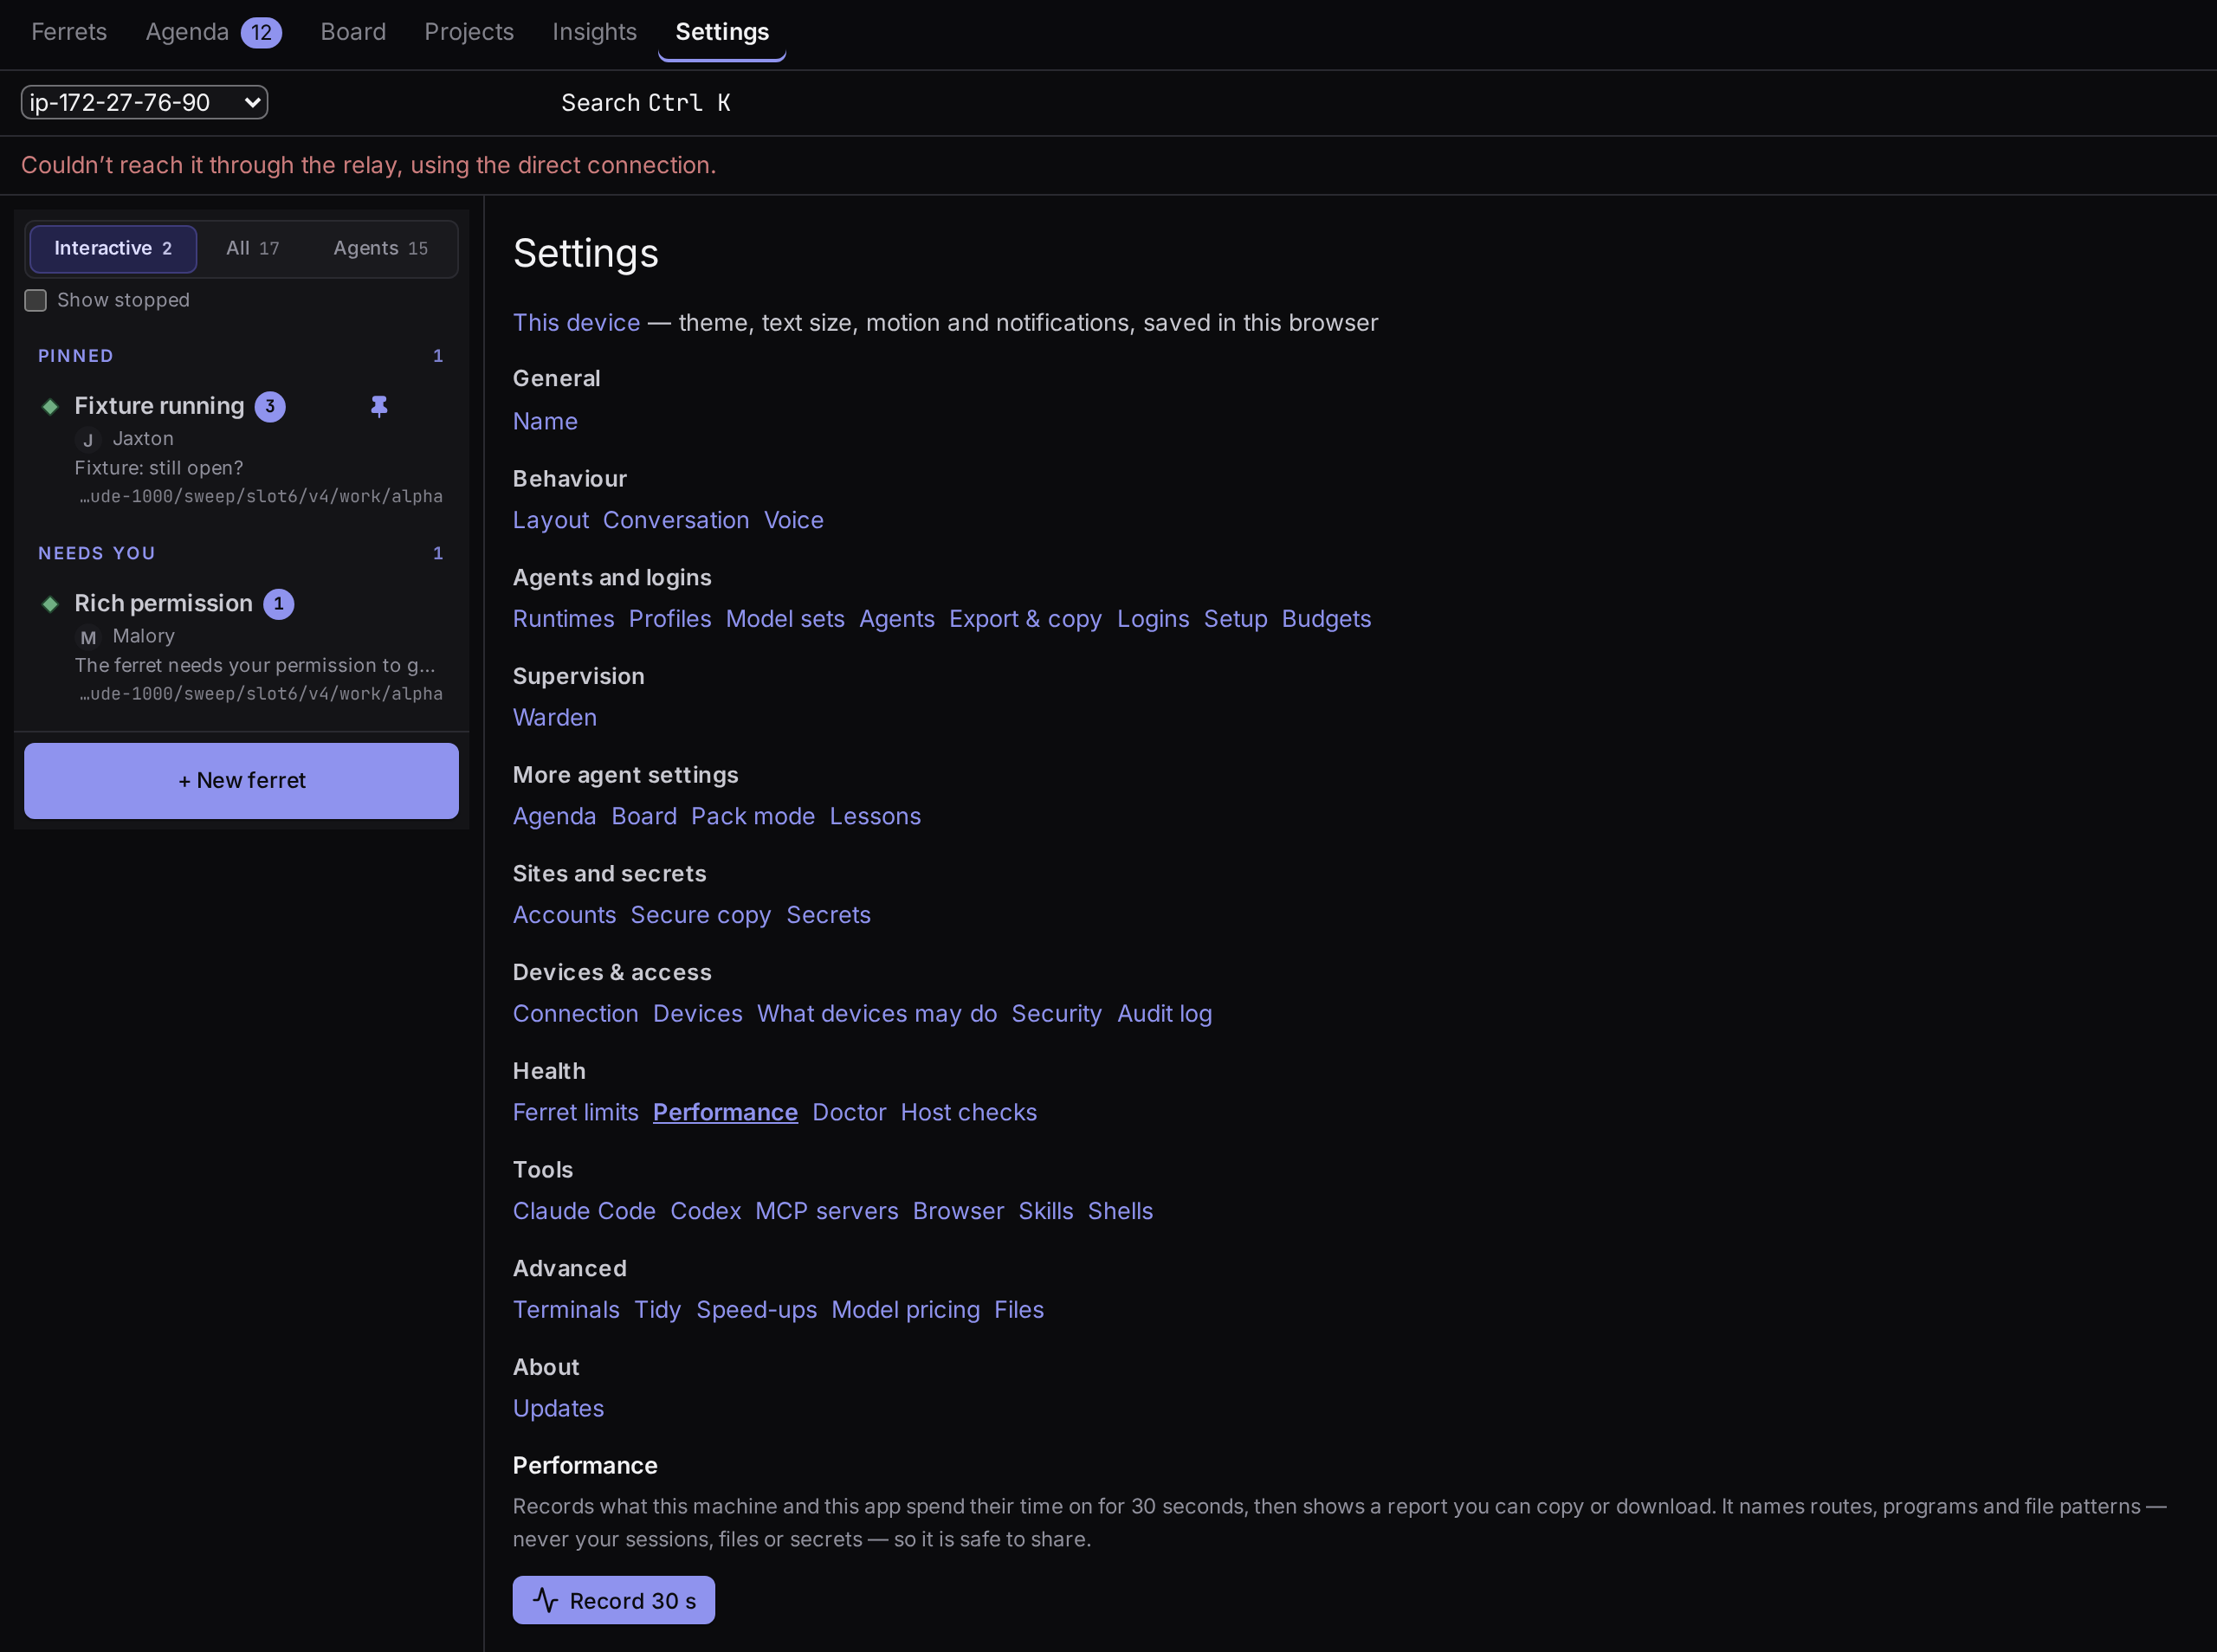 Ferrets Agenda 12 Board Projects Insights Settings
ip-172-27-76-90 Search Ctrl K
Couldn’t reach it through the relay, using the direct connection.
Interactive 2 All 17 Agents 15
Show stopped
PINNED 1
Fixture running 3
J Jaxton
Fixture: still open?
…ude-1000/sweep/slot6/v4/work/alpha
NEEDS YOU 1
Rich permission 1
M Malory
The ferret needs your permission to g…
…ude-1000/sweep/slot6/v4/work/alpha
+ New ferret
Settings
This device — theme, text size, motion and notifications, saved in this browser
General
Name
Behaviour
Layout Conversation Voice
Agents and logins
Runtimes Profiles Model sets Agents Export & copy Logins Setup Budgets
Supervision
Warden
More agent settings
Agenda Board Pack mode Lessons
Sites and secrets
Accounts Secure copy Secrets
Devices & access
Connection Devices What devices may do Security Audit log
Health
Ferret limits Performance Doctor Host checks
Tools
Claude Code Codex MCP servers Browser Skills Shells
Advanced
Terminals Tidy Speed-ups Model pricing Files
About
Updates
Performance
Records what this machine and this app spend their time on for 30 seconds, then shows a report you can copy or download. It names routes, programs and file patterns —
never your sessions, files or secrets — so it is safe to share.
Record 30 s